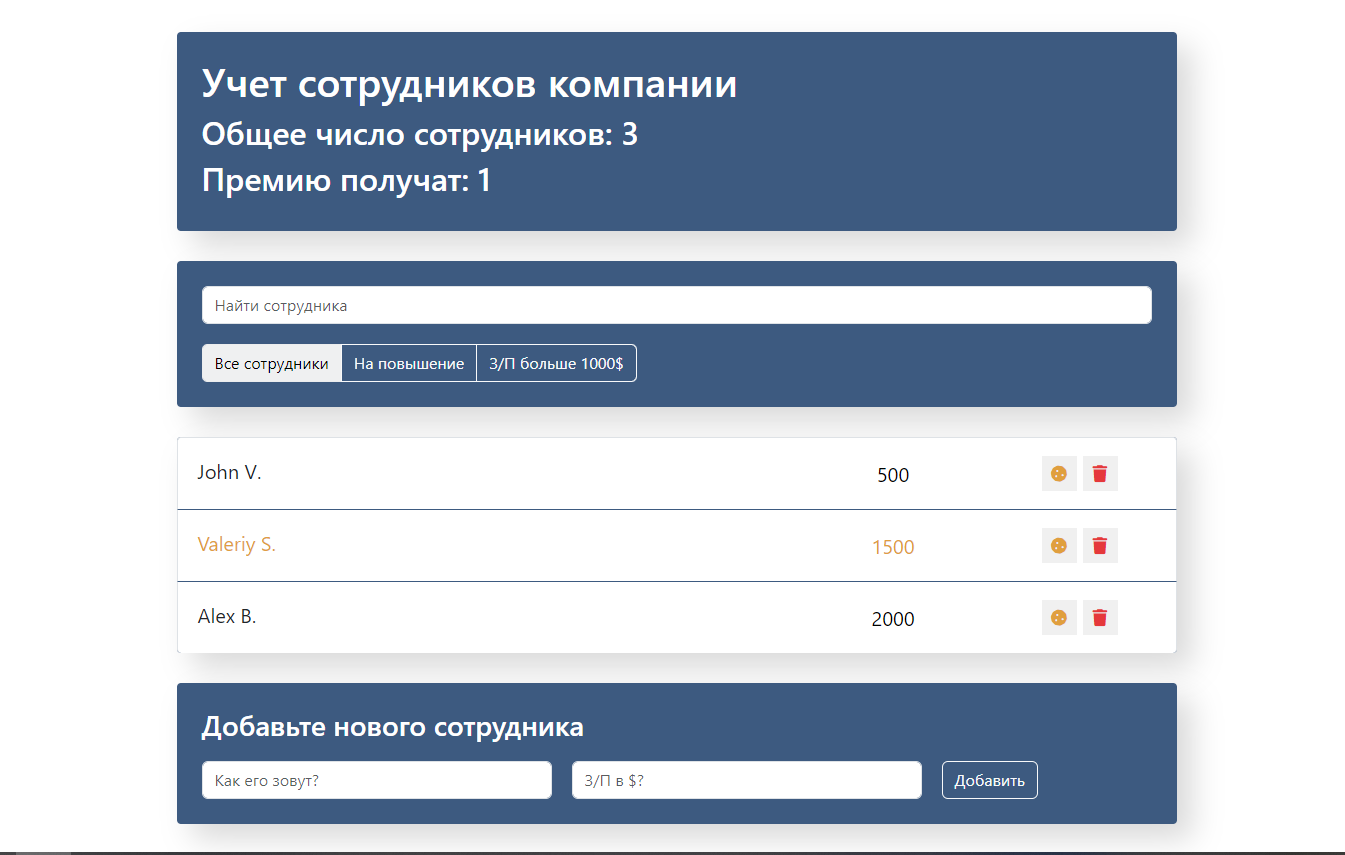 Учет сотрудников компании
Общее число сотрудников: 3
Премию получат: 1
Найти сотрудника
Все сотрудники На повышение З/П больше 1000$
John V. 500
Valeriy S. 1500
Alex B. 2000
Добавьте нового сотрудника
Как его зовут? З/П в $? Добавить